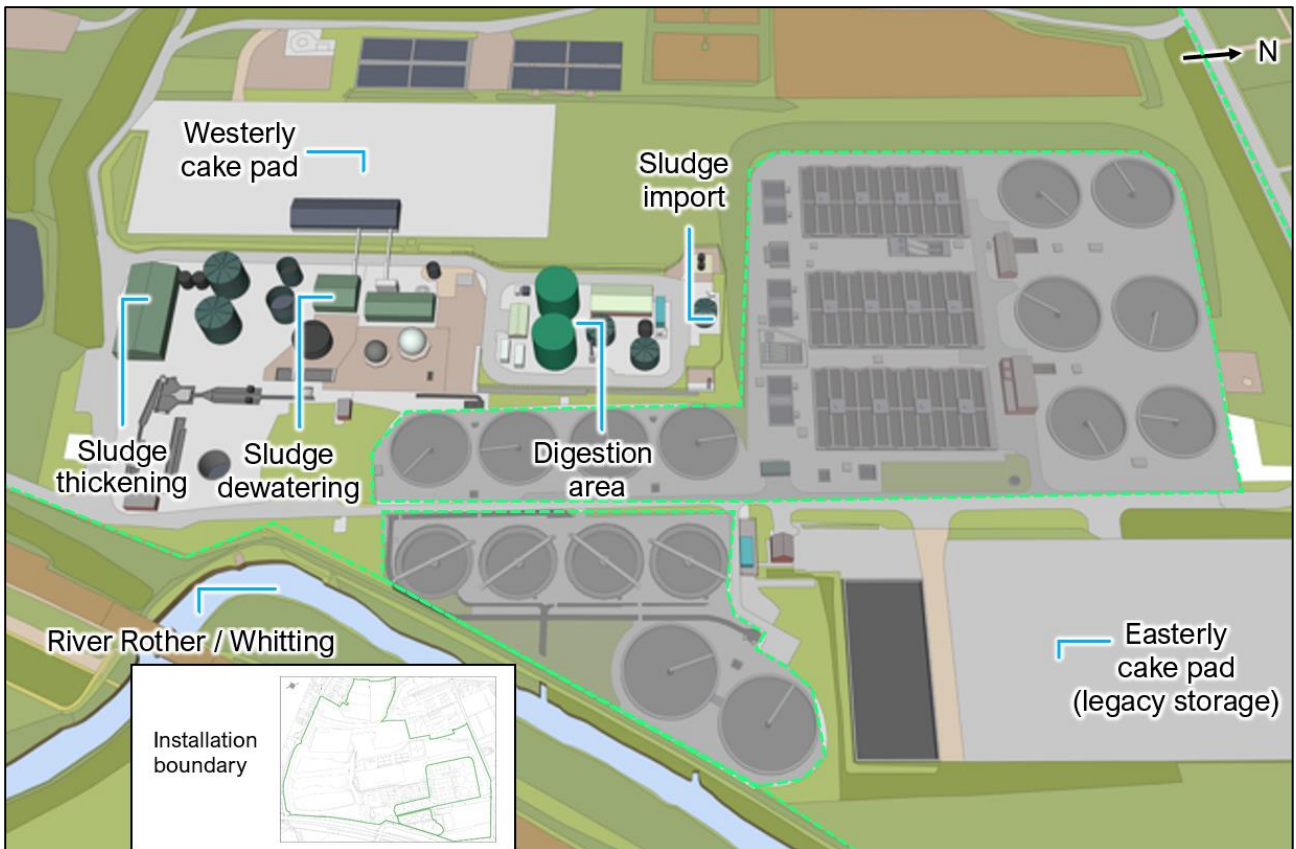 N
Westerly
cake pad
Sludge
import
Sludge
thickening
Sludge
dewatering
Digestion
area
River Rother / Whitting
Easterly
cake pad
(legacy storage)
Installation
boundary